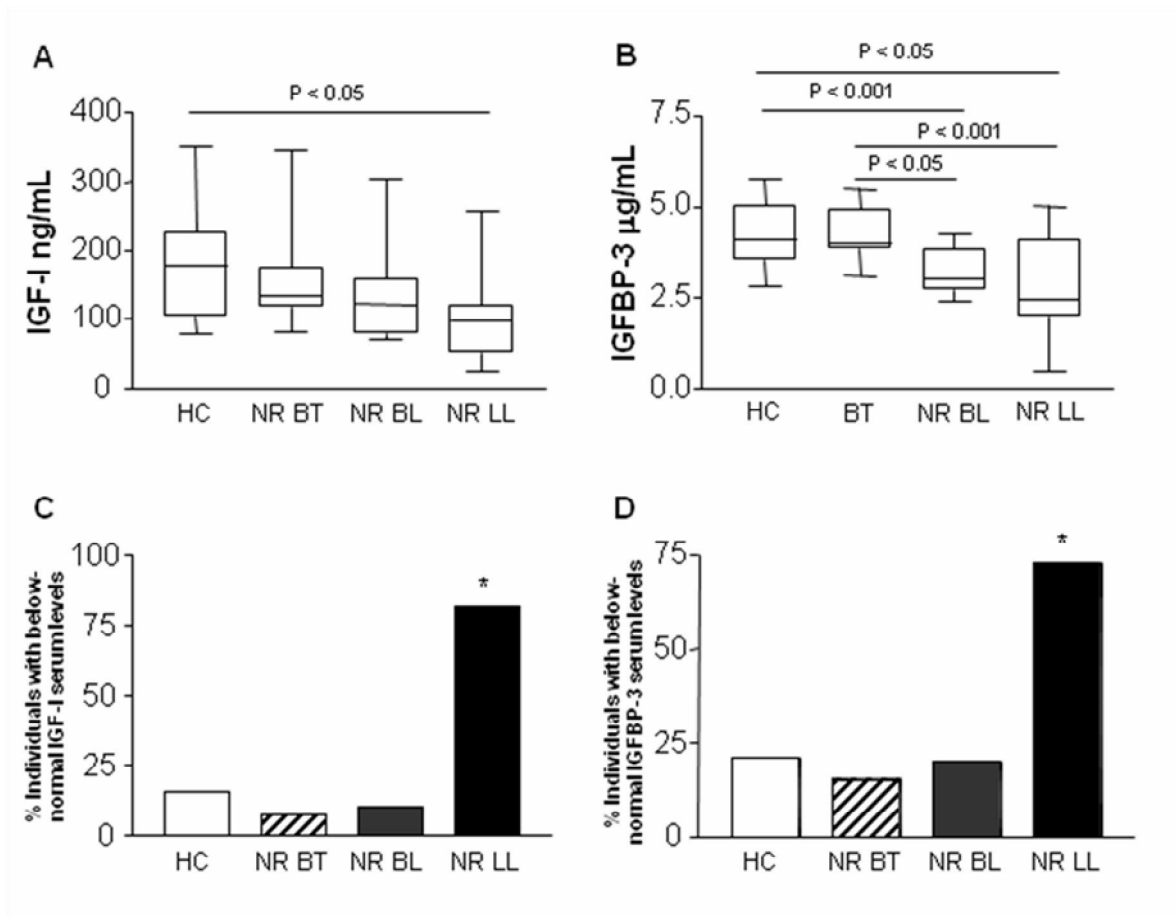 A
P < 0.05
IGF-I ng/mL
400
300
200
100
0
HC NR BT NR BL NR LL
B
P < 0.05
P < 0.001
P < 0.001
P < 0.05
IGFBP-3 µg/mL
7.5
5.0
2.5
0.0
HC BT NR BL NR LL
C
% Individuals with below-
normal IGF-I serum levels
100
75
50
25
0
*
HC NR BT NR BL NR LL
D
% Individuals with below-
normal IGFBP-3 serum levels
75
50
25
0
*
HC NR BT NR BL NR LL